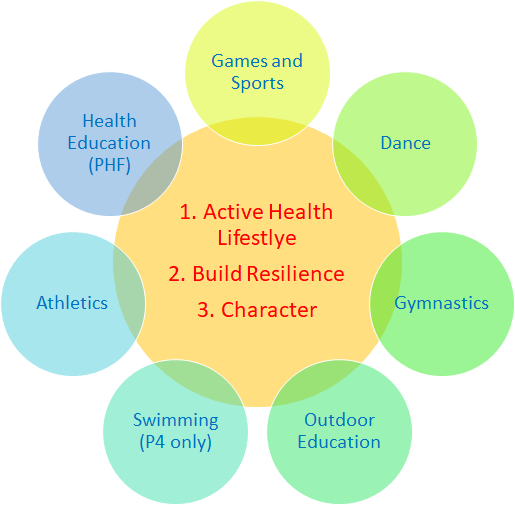 Games and
Sports
Dance
Gymnastics
Outdoor
Education
Swimming
(P4 only)
Athletics
Health
Education
(PHF)
1. Active Health
Lifestlye
2. Build Resilience
3. Character